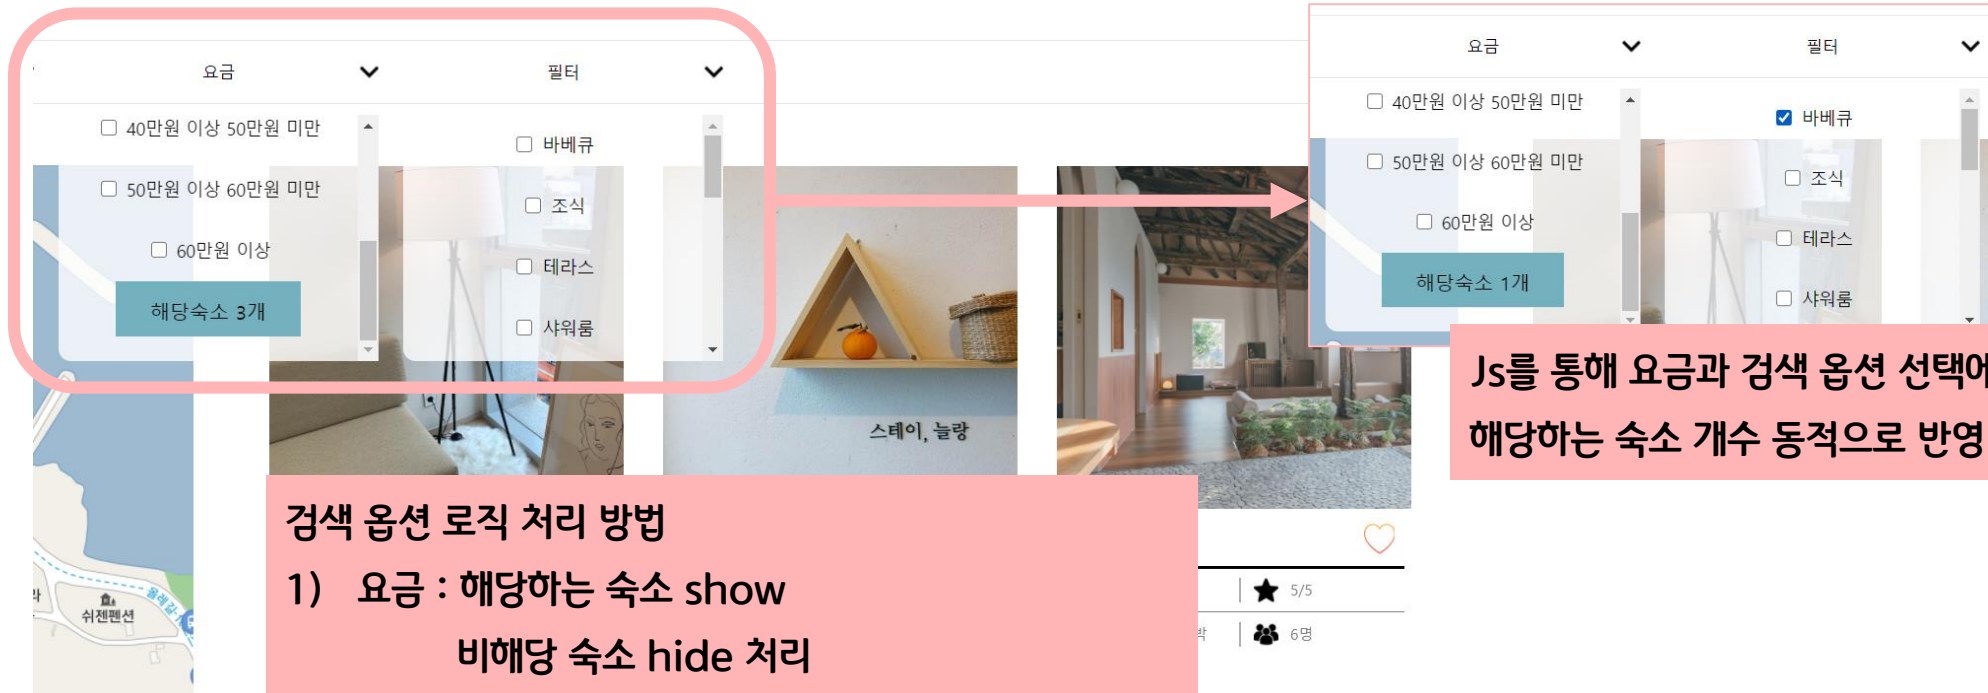 요금
필터
40만원 이상 50만원 미만
바베큐
50만원 이상 60만원 미만
조식
60만원 이상
테라스
해당숙소 3개
샤워룸
스테이, 늘랑
요금
필터
40만원 이상 50만원 미만
바베큐
50만원 이상 60만원 미만
조식
60만원 이상
테라스
해당숙소 1개
샤워룸
Js를 통해 요금과 검색 옵션 선택에
해당하는 숙소 개수 동적으로 반영
검색 옵션 로직 처리 방법
1) 요금 : 해당하는 숙소 show
비해당 숙소 hide 처리
5/5
박
6명
쉬젠펜션